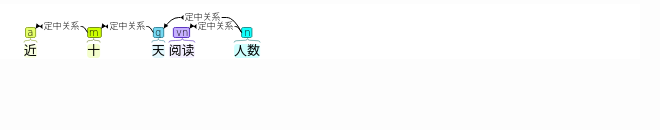 定中关系
定中关系 定中关系 定中关系
a m q vn n
近 十 天 阅读 人数